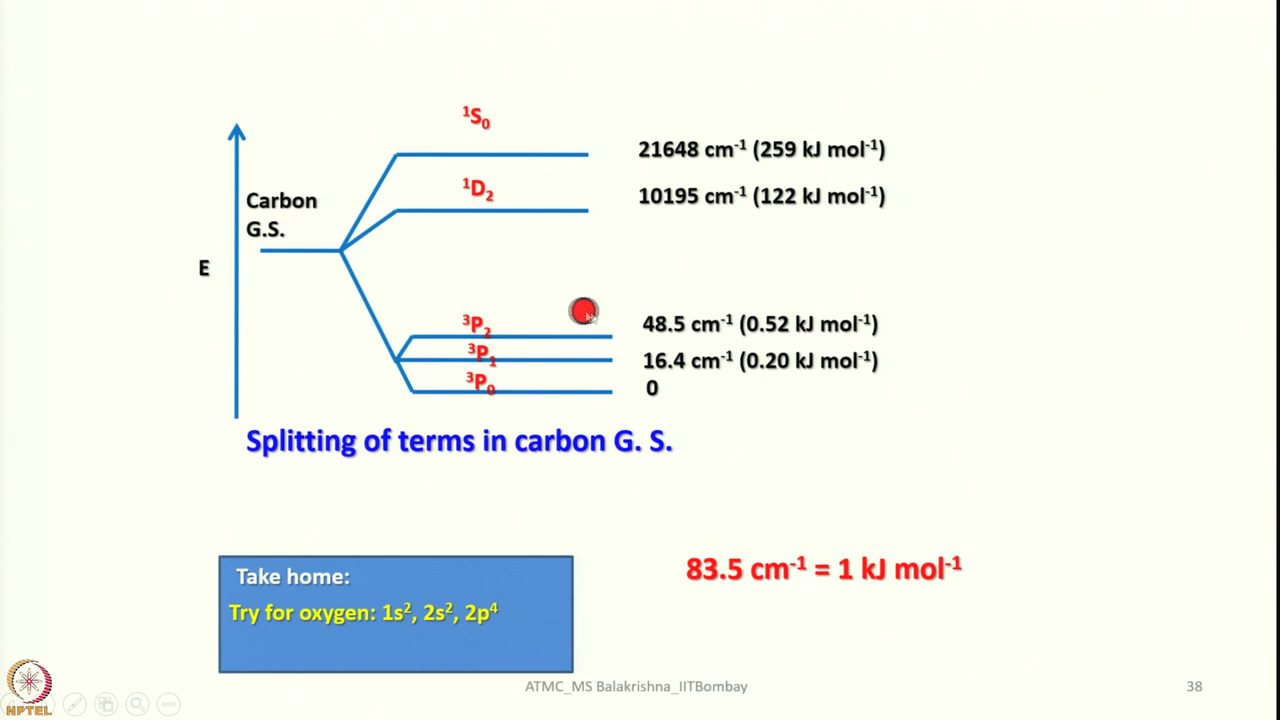 ¹S₀
21648 cm⁻¹ (259 kJ mol⁻¹)
¹D₂
10195 cm⁻¹ (122 kJ mol⁻¹)
Carbon
G.S.
E
³P₂
48.5 cm⁻¹ (0.52 kJ mol⁻¹)
³P₁
16.4 cm⁻¹ (0.20 kJ mol⁻¹)
³P₀
0
Splitting of terms in carbon G. S.
Take home:
Try for oxygen: 1s², 2s², 2p⁴
83.5 cm⁻¹ = 1 kJ mol⁻¹
ATMC_MS Balakrishna_IITBombay
38
NPTEL